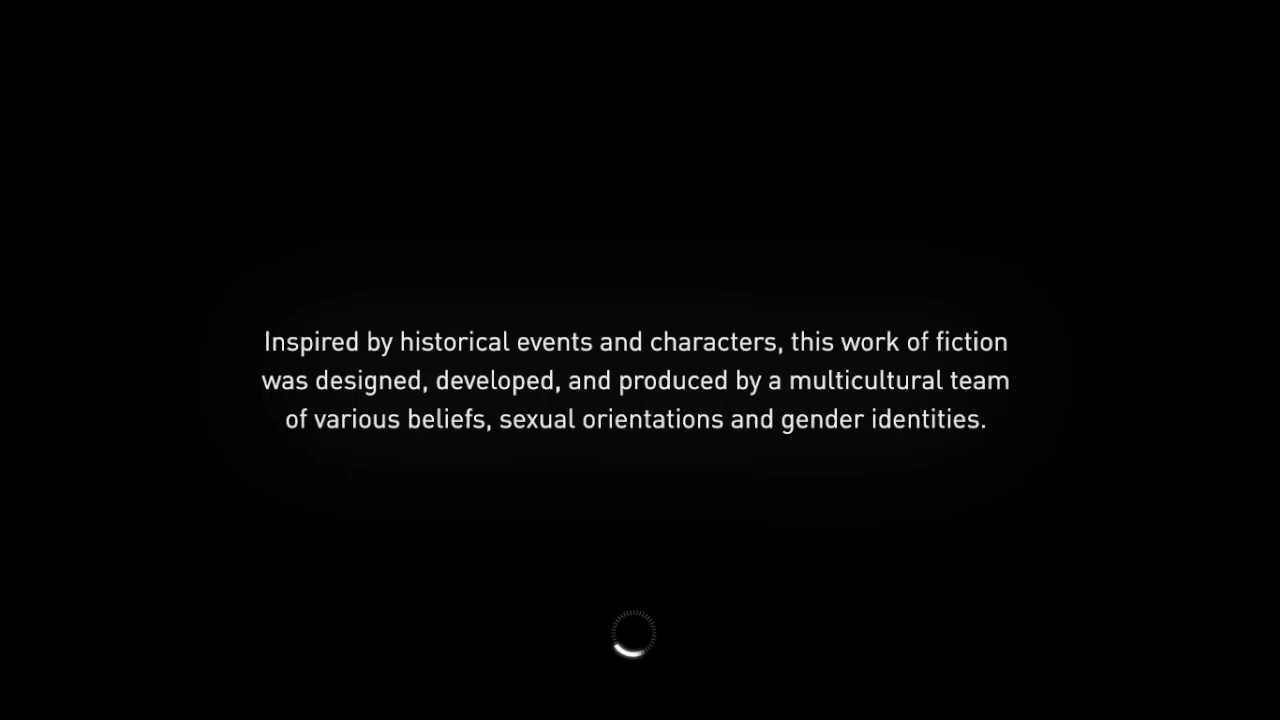 Inspired by historical events and characters, this work of fiction
was designed, developed, and produced by a multicultural team
of various beliefs, sexual orientations and gender identities.